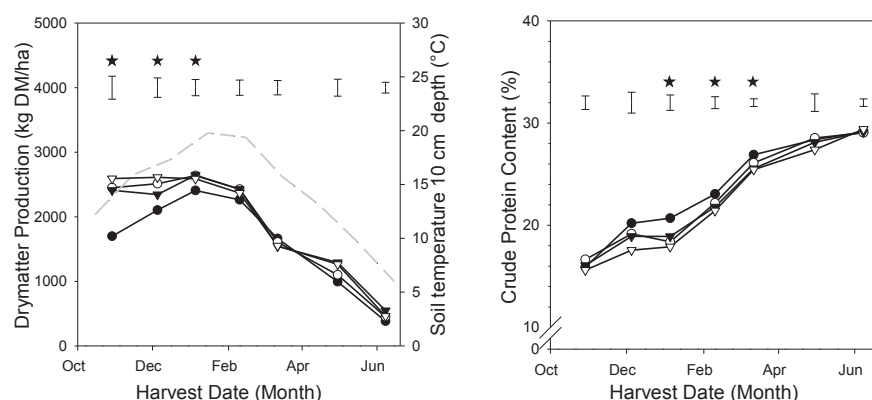 5000
4000
3000
2000
1000
0
Drymatter Production (kg DM/ha)
30
25
20
15
10
5
0
Soil temperature 10 cm depth (°C)
Oct Dec Feb Apr Jun
Harvest Date (Month)
40
30
20
10
0
Crude Protein Content (%)
Oct Dec Feb Apr Jun
Harvest Date (Month)